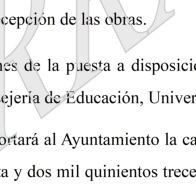 cepción de las obras.
nes de la puesta a disposició
sejería de Educación, Univer
ortará al Ayuntamiento la ca
ta y dos mil quinientos trece